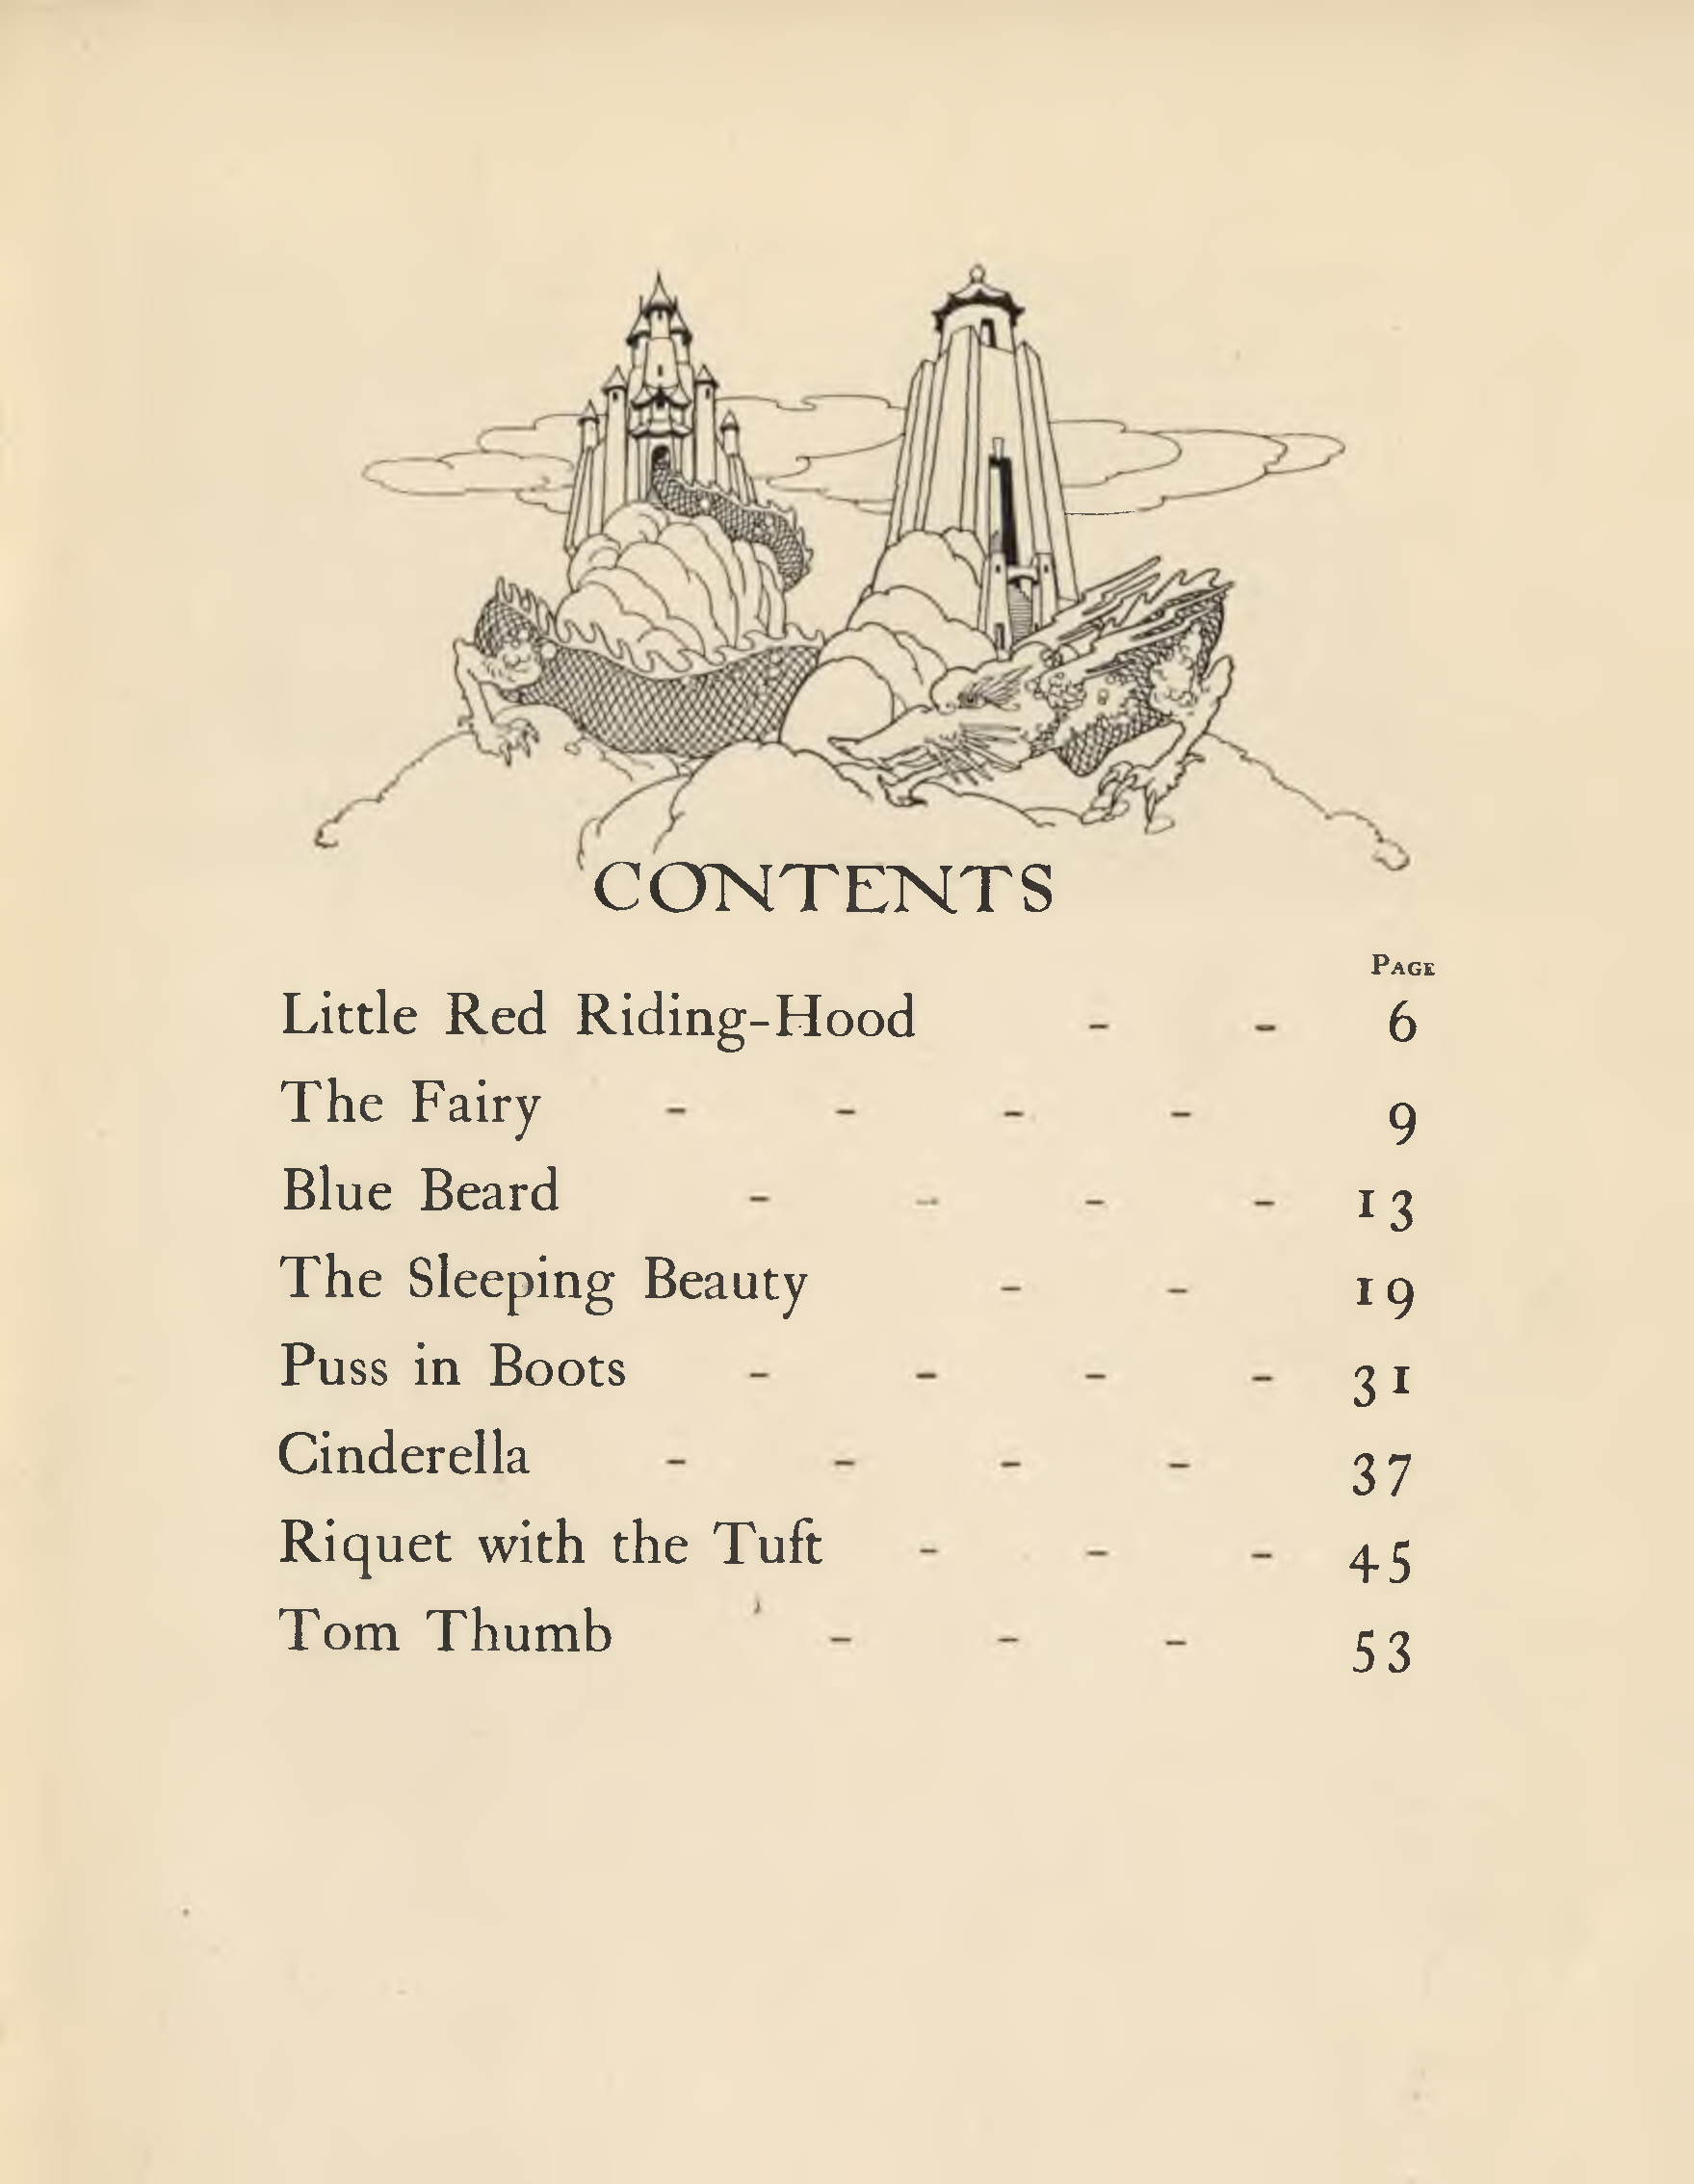 CONTENTS
PAGE
Little Red Riding-Hood - - 6
The Fairy - - - - 9
Blue Beard - - - - 13
The Sleeping Beauty - - 19
Puss in Boots - - - - 31
Cinderella - - - - 37
Riquet with the Tuft - - - 45
Tom Thumb - - - 53